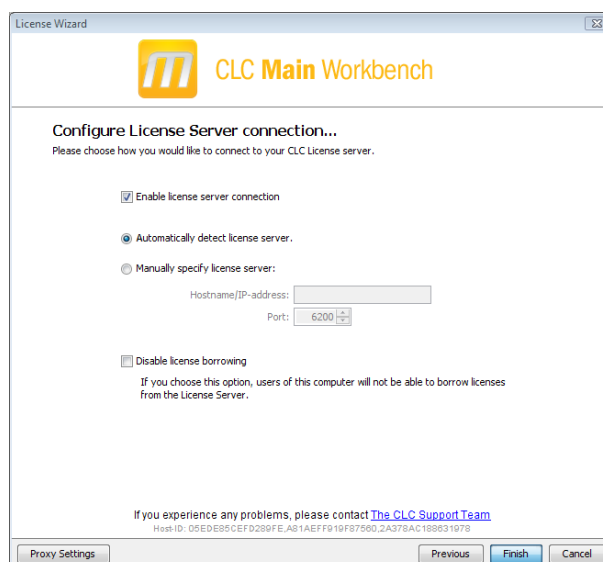 License Wizard
CLC Main Workbench
Configure License Server connection...
Please choose how you would like to connect to your CLC License server.
Enable license server connection
Automatically detect license server.
Manually specify license server:
Hostname/IP-address:
Port: 6200
Disable license borrowing
If you choose this option, users of this computer will not be able to borrow licenses
from the License Server.
If you experience any problems, please contact The CLC Support Team
Host-ID: 05EDE85CEFD289FE,A81AEFF919F87560,2A378AC188631978
Proxy Settings Previous Finish Cancel